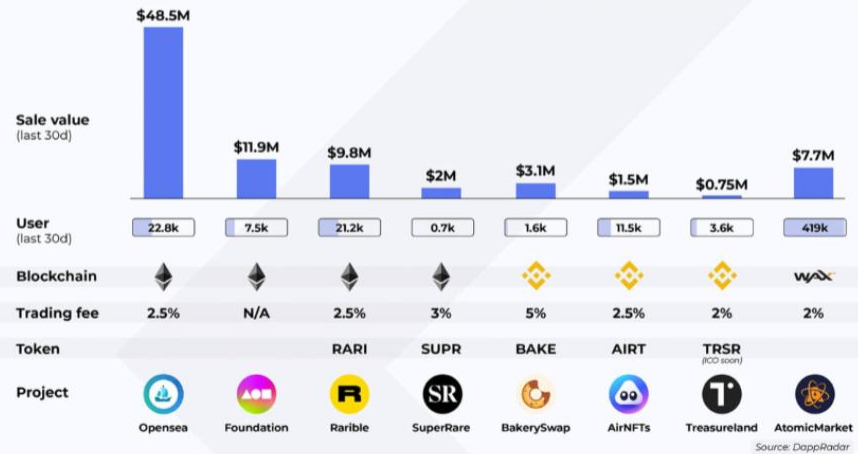 $48.5M
$11.9M
$9.8M
$2M
$3.1M
$1.5M
$0.75M
$7.7M
Sale value
(last 30d)
User
(last 30d)
22.8k 7.5k 21.2k 0.7k 1.6k 11.5k 3.6k 419k
Blockchain
WAX
Trading fee 2.5% N/A 2.5% 3% 5% 2.5% 2% 2%
Token RARI SUPR BAKE AIRT TRSR
(ICO soon)
Project
R
SR
T
Opensea Foundation Rarible SuperRare BakerySwap AirNFTs Treasureland AtomicMarket
Source: DappRadar